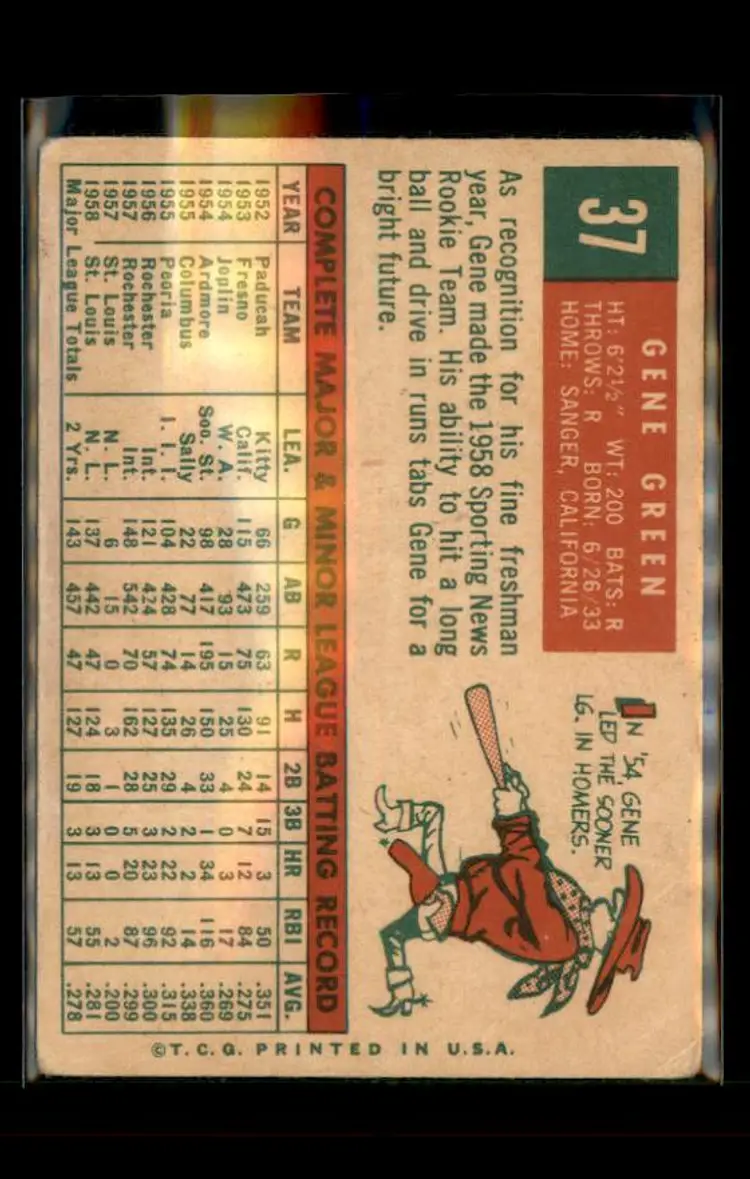 37
GENE GREEN
HT: 6'2½" WT: 200 BATS: R
THROWS: R BORN: 6/26/33
HOME: SANGER, CALIFORNIA
As recognition for his fine freshman
year, Gene made the 1958 Sporting News
Rookie Team. His ability to hit a long
ball and drive in runs tabs Gene for a
bright future.
IN '54, GENE
LED THE SOONER
LG. IN HOMERS.
COMPLETE MAJOR & MINOR LEAGUE BATTING RECORD
YEAR TEAM LEA. G AB R H 2B 3B HR RBI AVG.
1952 Paducah Kitty 66 259 63 91 14 15 3 50 .351
1953 Fresno Calif. 115 473 75 130 24 7 12 84 .275
1954 Joplin W. A. 28 93 15 25 4 0 3 17 .269
1954 Ardmore Soo. St. 98 417 195 150 33 1 34 116 .360
1955 Columbus Sally 22 77 14 26 4 2 2 14 .338
1955 Peoria I. I. I. 104 428 74 135 29 2 22 92 .315
1956 Rochester Int. 121 424 57 127 25 3 23 96 .300
1957 Rochester Int. 148 542 70 162 28 5 20 87 .299
1957 St. Louis N. L. 6 15 0 3 1 0 0 2 .200
1958 St. Louis N. L. 137 442 47 124 18 3 13 55 .281
Major League Totals 2 Yrs. 143 457 47 127 19 3 13 57 .278
©T.C.G. PRINTED IN U.S.A.